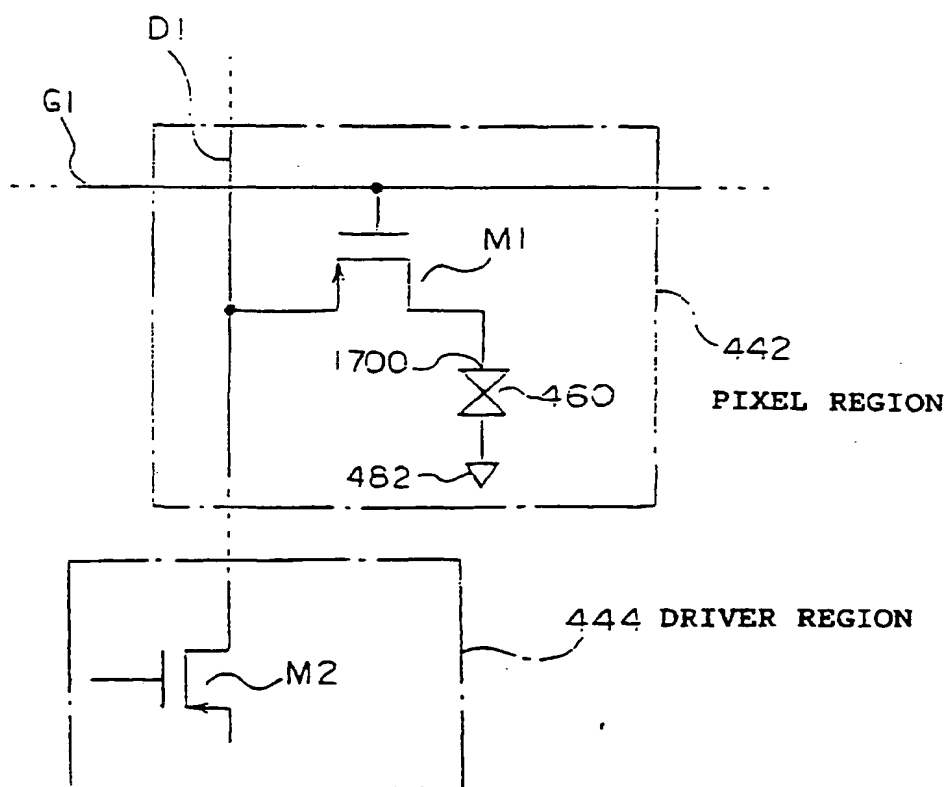 D1
G1
M1
1700
460
442
PIXEL REGION
482
444 DRIVER REGION
M2